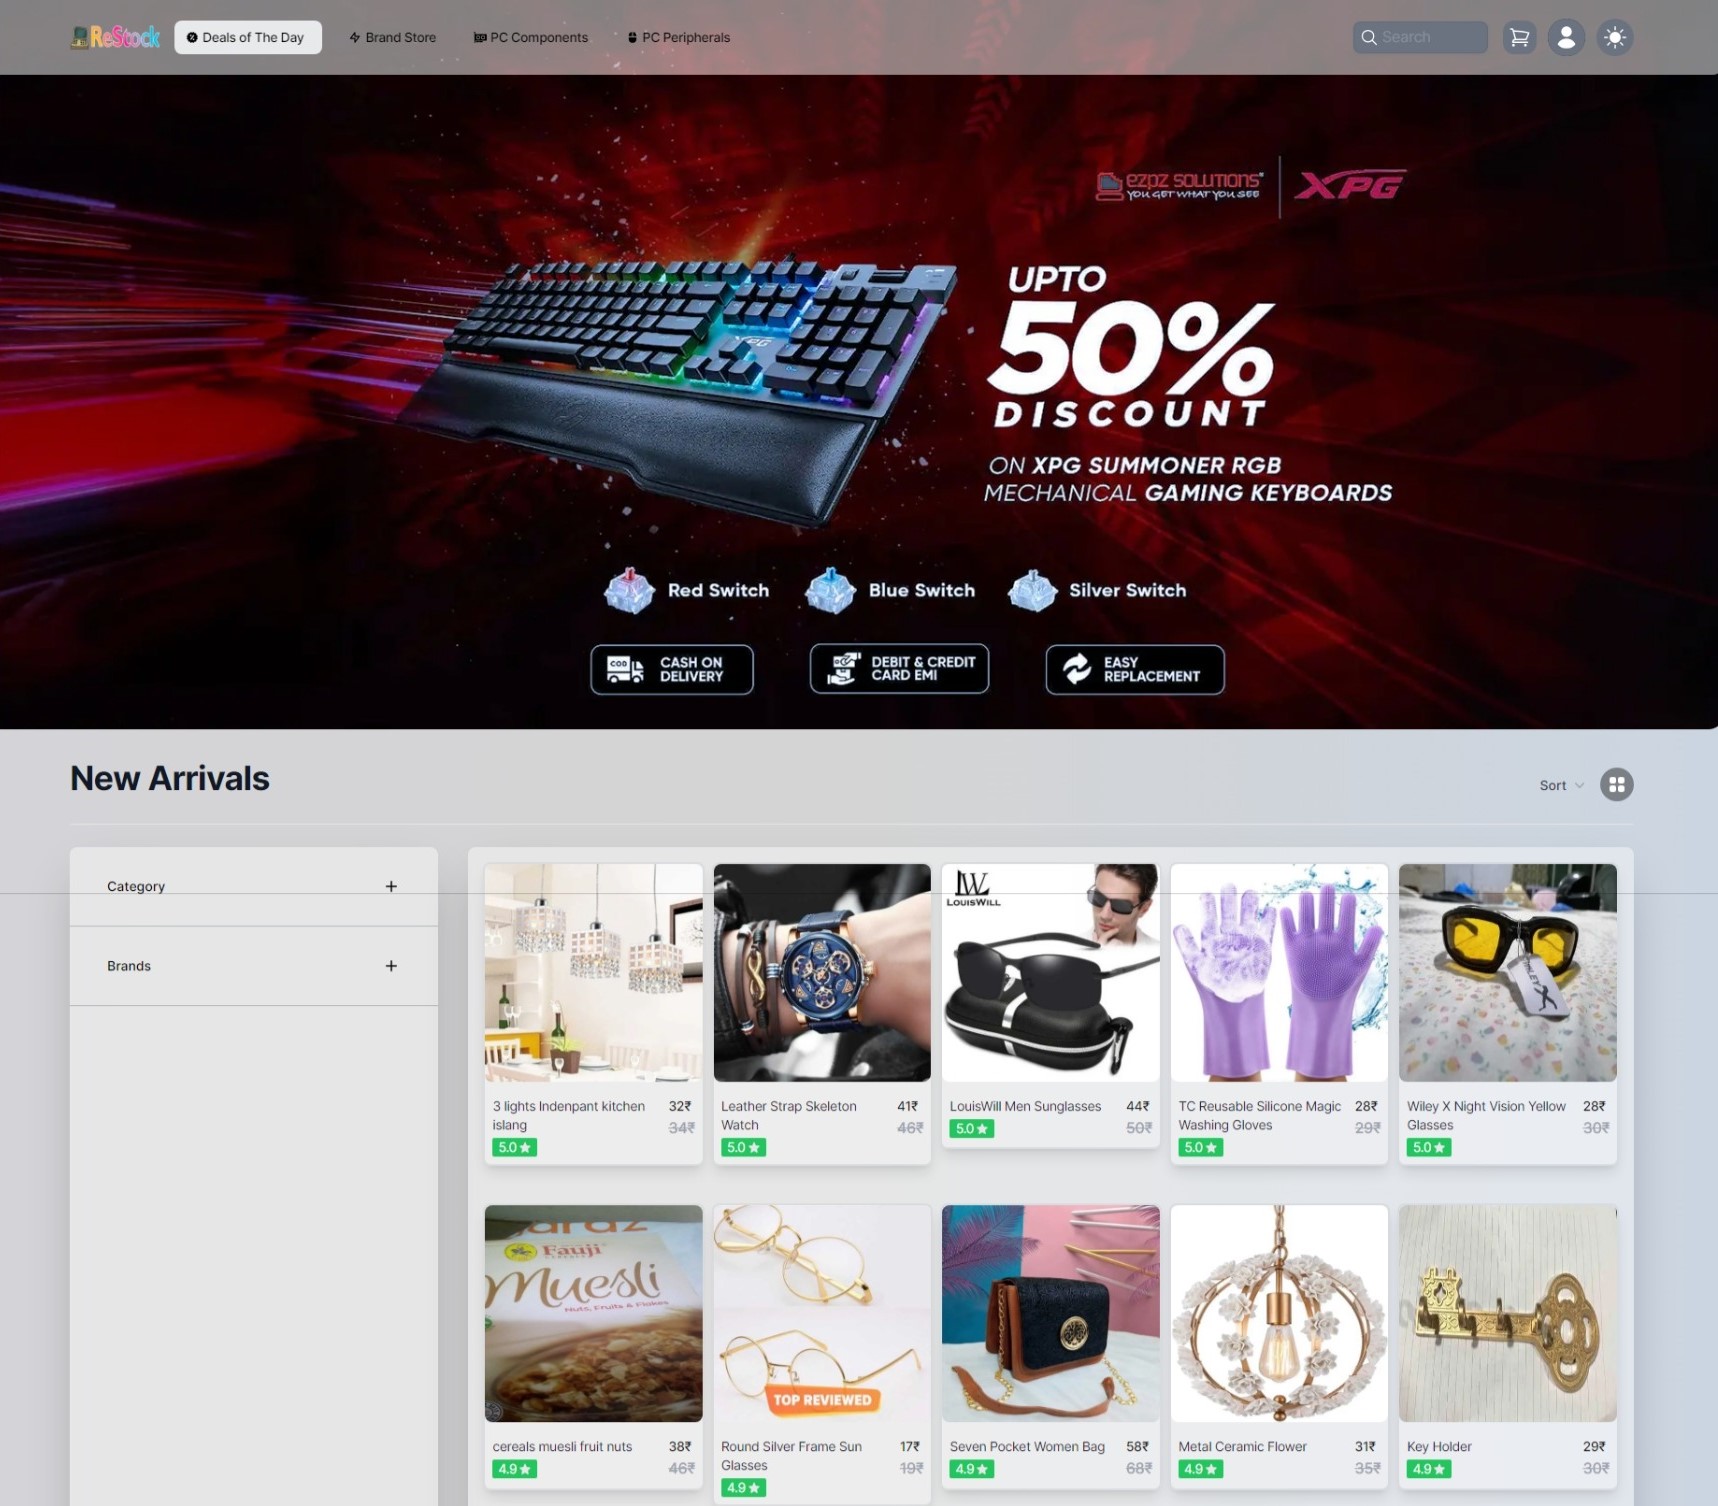 ReStock
Deals of The Day
Brand Store
PC Components
PC Peripherals
Search
ezpz solutions
YOU GET WHAT YOU SEE
XPG
XPG
UPTO
50%
DISCOUNT
ON XPG SUMMONER RGB
MECHANICAL GAMING KEYBOARDS
Red Switch
Blue Switch
Silver Switch
COD
CASH ON
DELIVERY
DEBIT & CREDIT
CARD EMI
EASY
REPLACEMENT
New Arrivals
Sort
Category
+
Brands
+
LW
LOUISWILL
3 lights Indenpant kitchen
islang
32₹
34₹
5.0
Leather Strap Skeleton
Watch
41₹
46₹
5.0
LouisWill Men Sunglasses
44₹
50₹
5.0
TC Reusable Silicone Magic
Washing Gloves
28₹
29₹
5.0
Wiley X Night Vision Yellow
Glasses
28₹
30₹
5.0
Fauji
Muesli
Nuts, Fruits & Flakes
TOP REVIEWED
cereals muesli fruit nuts
38₹
46₹
4.9
Round Silver Frame Sun
Glasses
17₹
19₹
4.9
Seven Pocket Women Bag
58₹
68₹
4.9
Metal Ceramic Flower
31₹
35₹
4.9
Key Holder
29₹
30₹
4.9